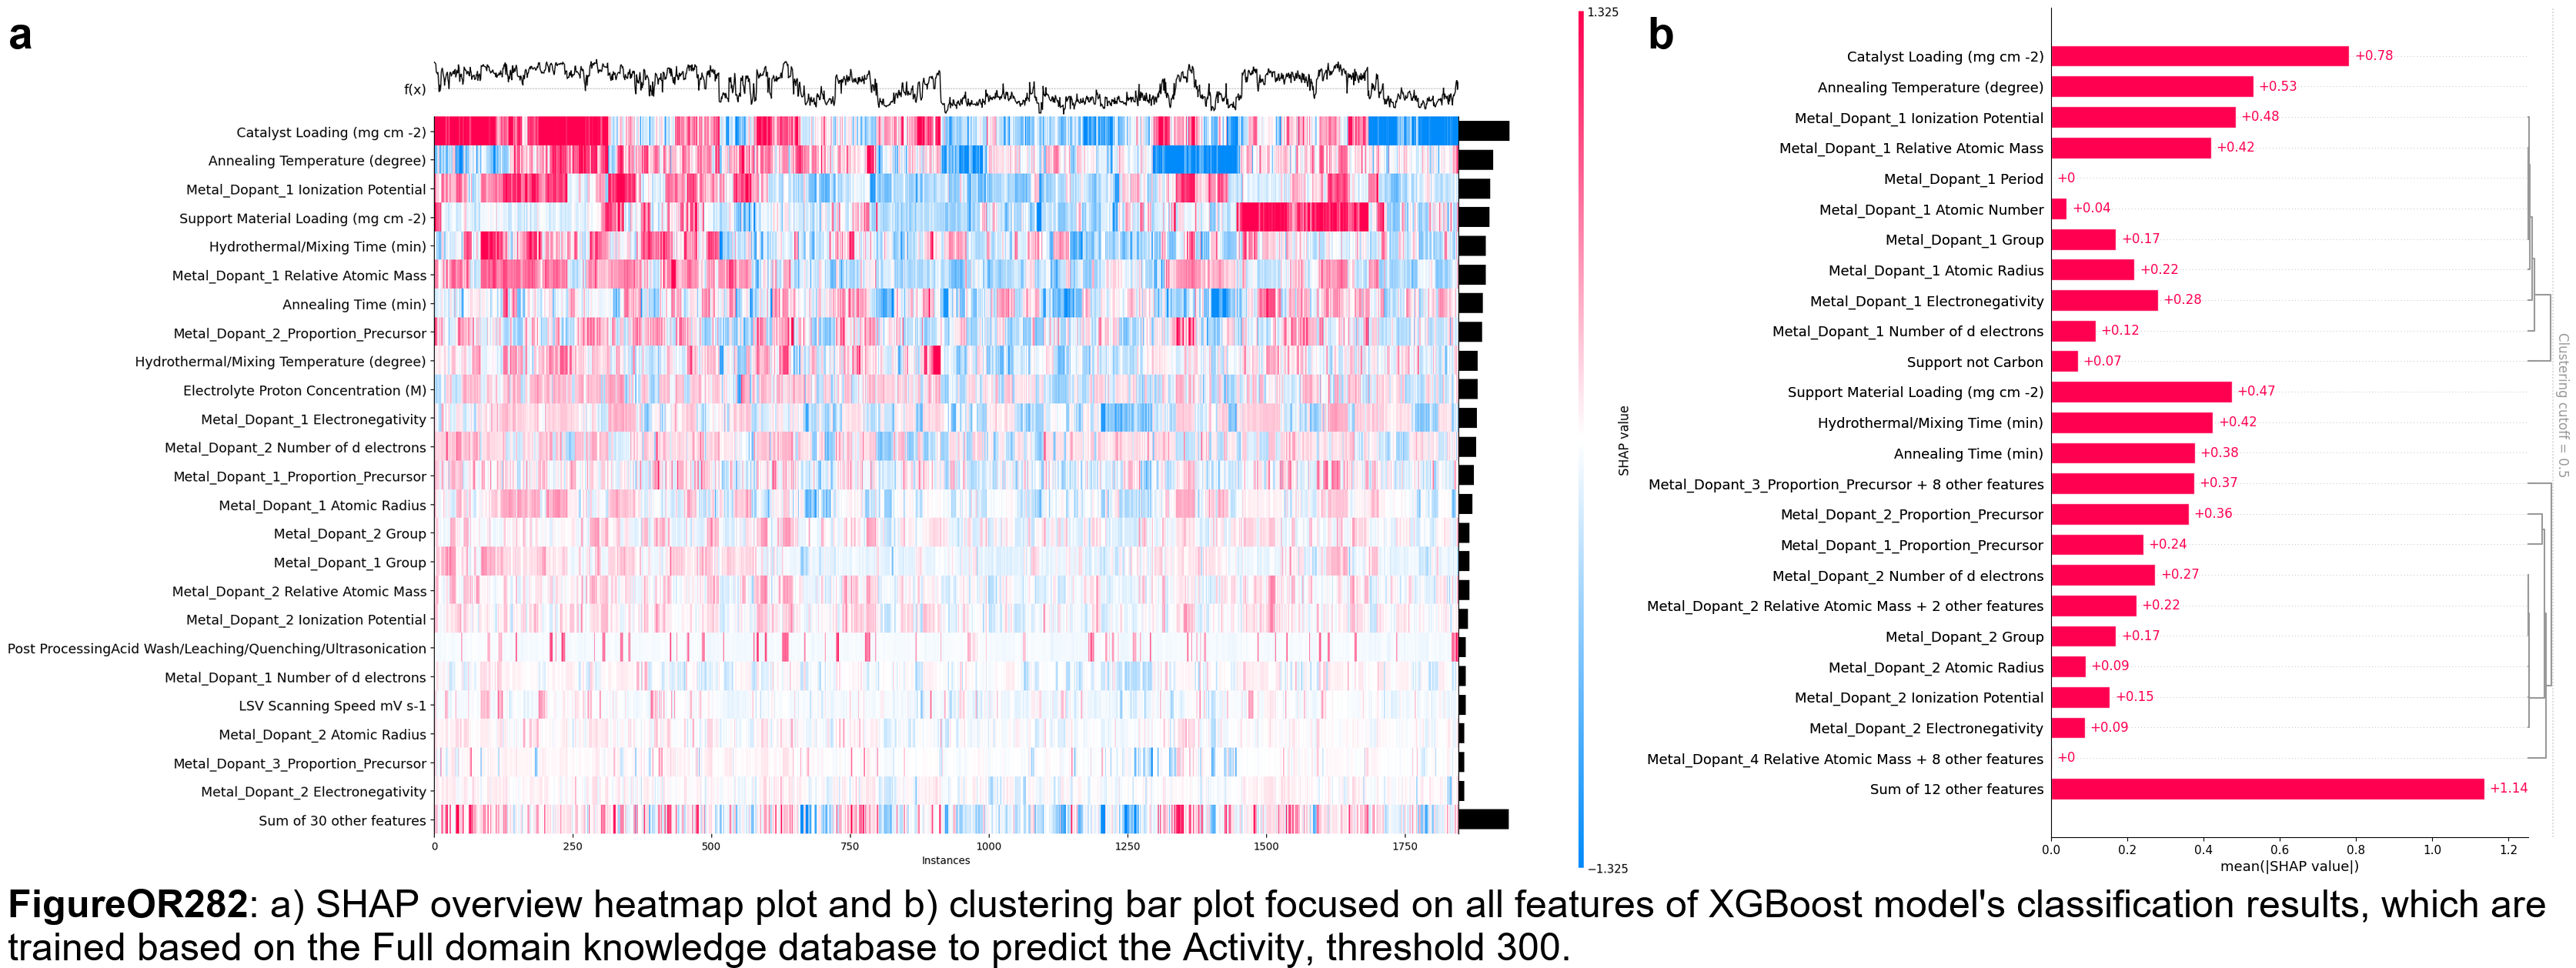 a
f(x)
Catalyst Loading (mg cm -2)
Annealing Temperature (degree)
Metal_Dopant_1 Ionization Potential
Support Material Loading (mg cm -2)
Hydrothermal/Mixing Time (min)
Metal_Dopant_1 Relative Atomic Mass
Annealing Time (min)
Metal_Dopant_2_Proportion_Precursor
Hydrothermal/Mixing Temperature (degree)
Electrolyte Proton Concentration (M)
Metal_Dopant_1 Electronegativity
Metal_Dopant_2 Number of d electrons
Metal_Dopant_1_Proportion_Precursor
Metal_Dopant_1 Atomic Radius
Metal_Dopant_2 Group
Metal_Dopant_1 Group
Metal_Dopant_2 Relative Atomic Mass
Metal_Dopant_2 Ionization Potential
Post ProcessingAcid Wash/Leaching/Quenching/Ultrasonication
Metal_Dopant_1 Number of d electrons
LSV Scanning Speed mV s-1
Metal_Dopant_2 Atomic Radius
Metal_Dopant_3_Proportion_Precursor
Metal_Dopant_2 Electronegativity
Sum of 30 other features
0 250 500 750 1000 1250 1500 1750
Instances
1.325
SHAP value
−1.325
b
Catalyst Loading (mg cm -2) +0.78
Annealing Temperature (degree) +0.53
Metal_Dopant_1 Ionization Potential +0.48
Metal_Dopant_1 Relative Atomic Mass +0.42
Metal_Dopant_1 Period +0
Metal_Dopant_1 Atomic Number +0.04
Metal_Dopant_1 Group +0.17
Metal_Dopant_1 Atomic Radius +0.22
Metal_Dopant_1 Electronegativity +0.28
Metal_Dopant_1 Number of d electrons +0.12
Support not Carbon +0.07
Support Material Loading (mg cm -2) +0.47
Hydrothermal/Mixing Time (min) +0.42
Annealing Time (min) +0.38
Metal_Dopant_3_Proportion_Precursor + 8 other features +0.37
Metal_Dopant_2_Proportion_Precursor +0.36
Metal_Dopant_1_Proportion_Precursor +0.24
Metal_Dopant_2 Number of d electrons +0.27
Metal_Dopant_2 Relative Atomic Mass + 2 other features +0.22
Metal_Dopant_2 Group +0.17
Metal_Dopant_2 Atomic Radius +0.09
Metal_Dopant_2 Ionization Potential +0.15
Metal_Dopant_2 Electronegativity +0.09
Metal_Dopant_4 Relative Atomic Mass + 8 other features +0
Sum of 12 other features +1.14
0.0 0.2 0.4 0.6 0.8 1.0 1.2
mean(|SHAP value|)
Clustering cutoff = 0.5
FigureOR282: a) SHAP overview heatmap plot and b) clustering bar plot focused on all features of XGBoost model's classification results, which are
trained based on the Full domain knowledge database to predict the Activity, threshold 300.